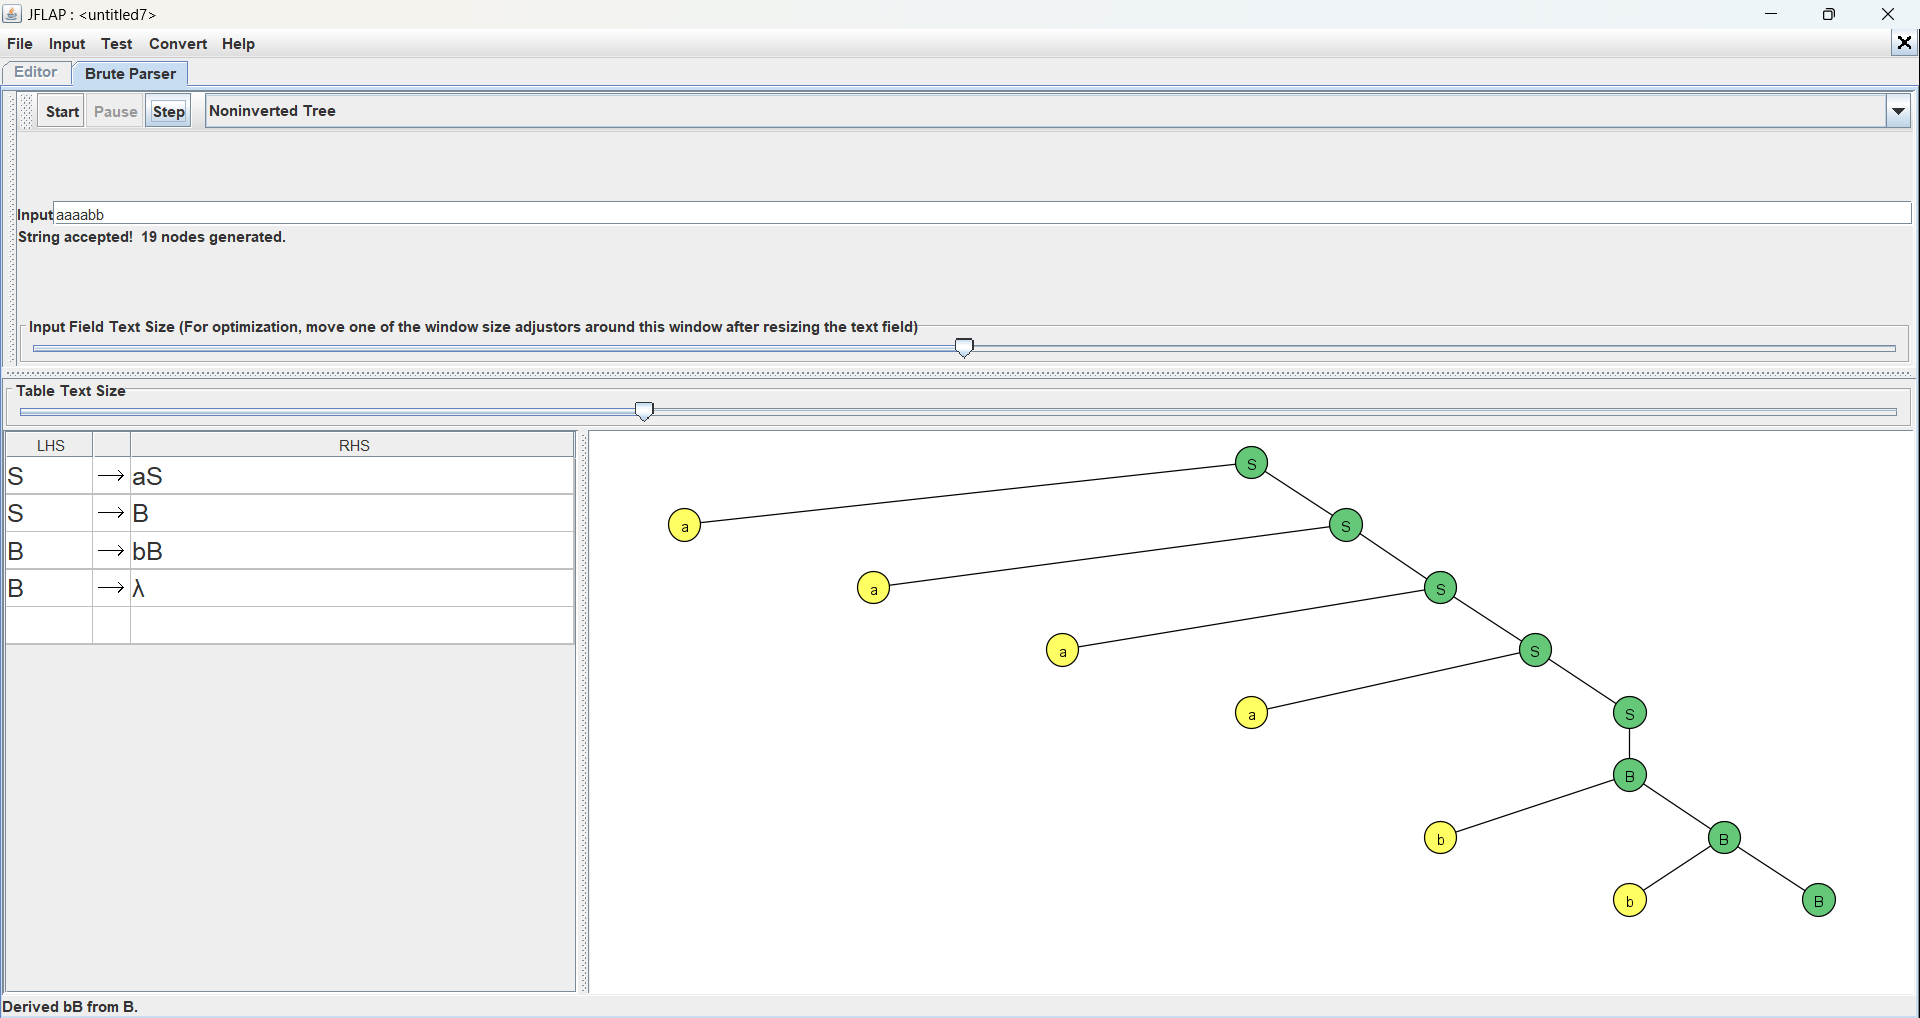 JFLAP : <untitled7>
File Input Test Convert Help
Editor Brute Parser
Start Pause Step Noninverted Tree
Input aaaabb
String accepted! 19 nodes generated.
Input Field Text Size (For optimization, move one of the window size adjustors around this window after resizing the text field)
Table Text Size
LHS RHS
S → aS
S → B
B → bB
B → λ
S
a S
a S
a S
a S
B
b B
b B
Derived bB from B.